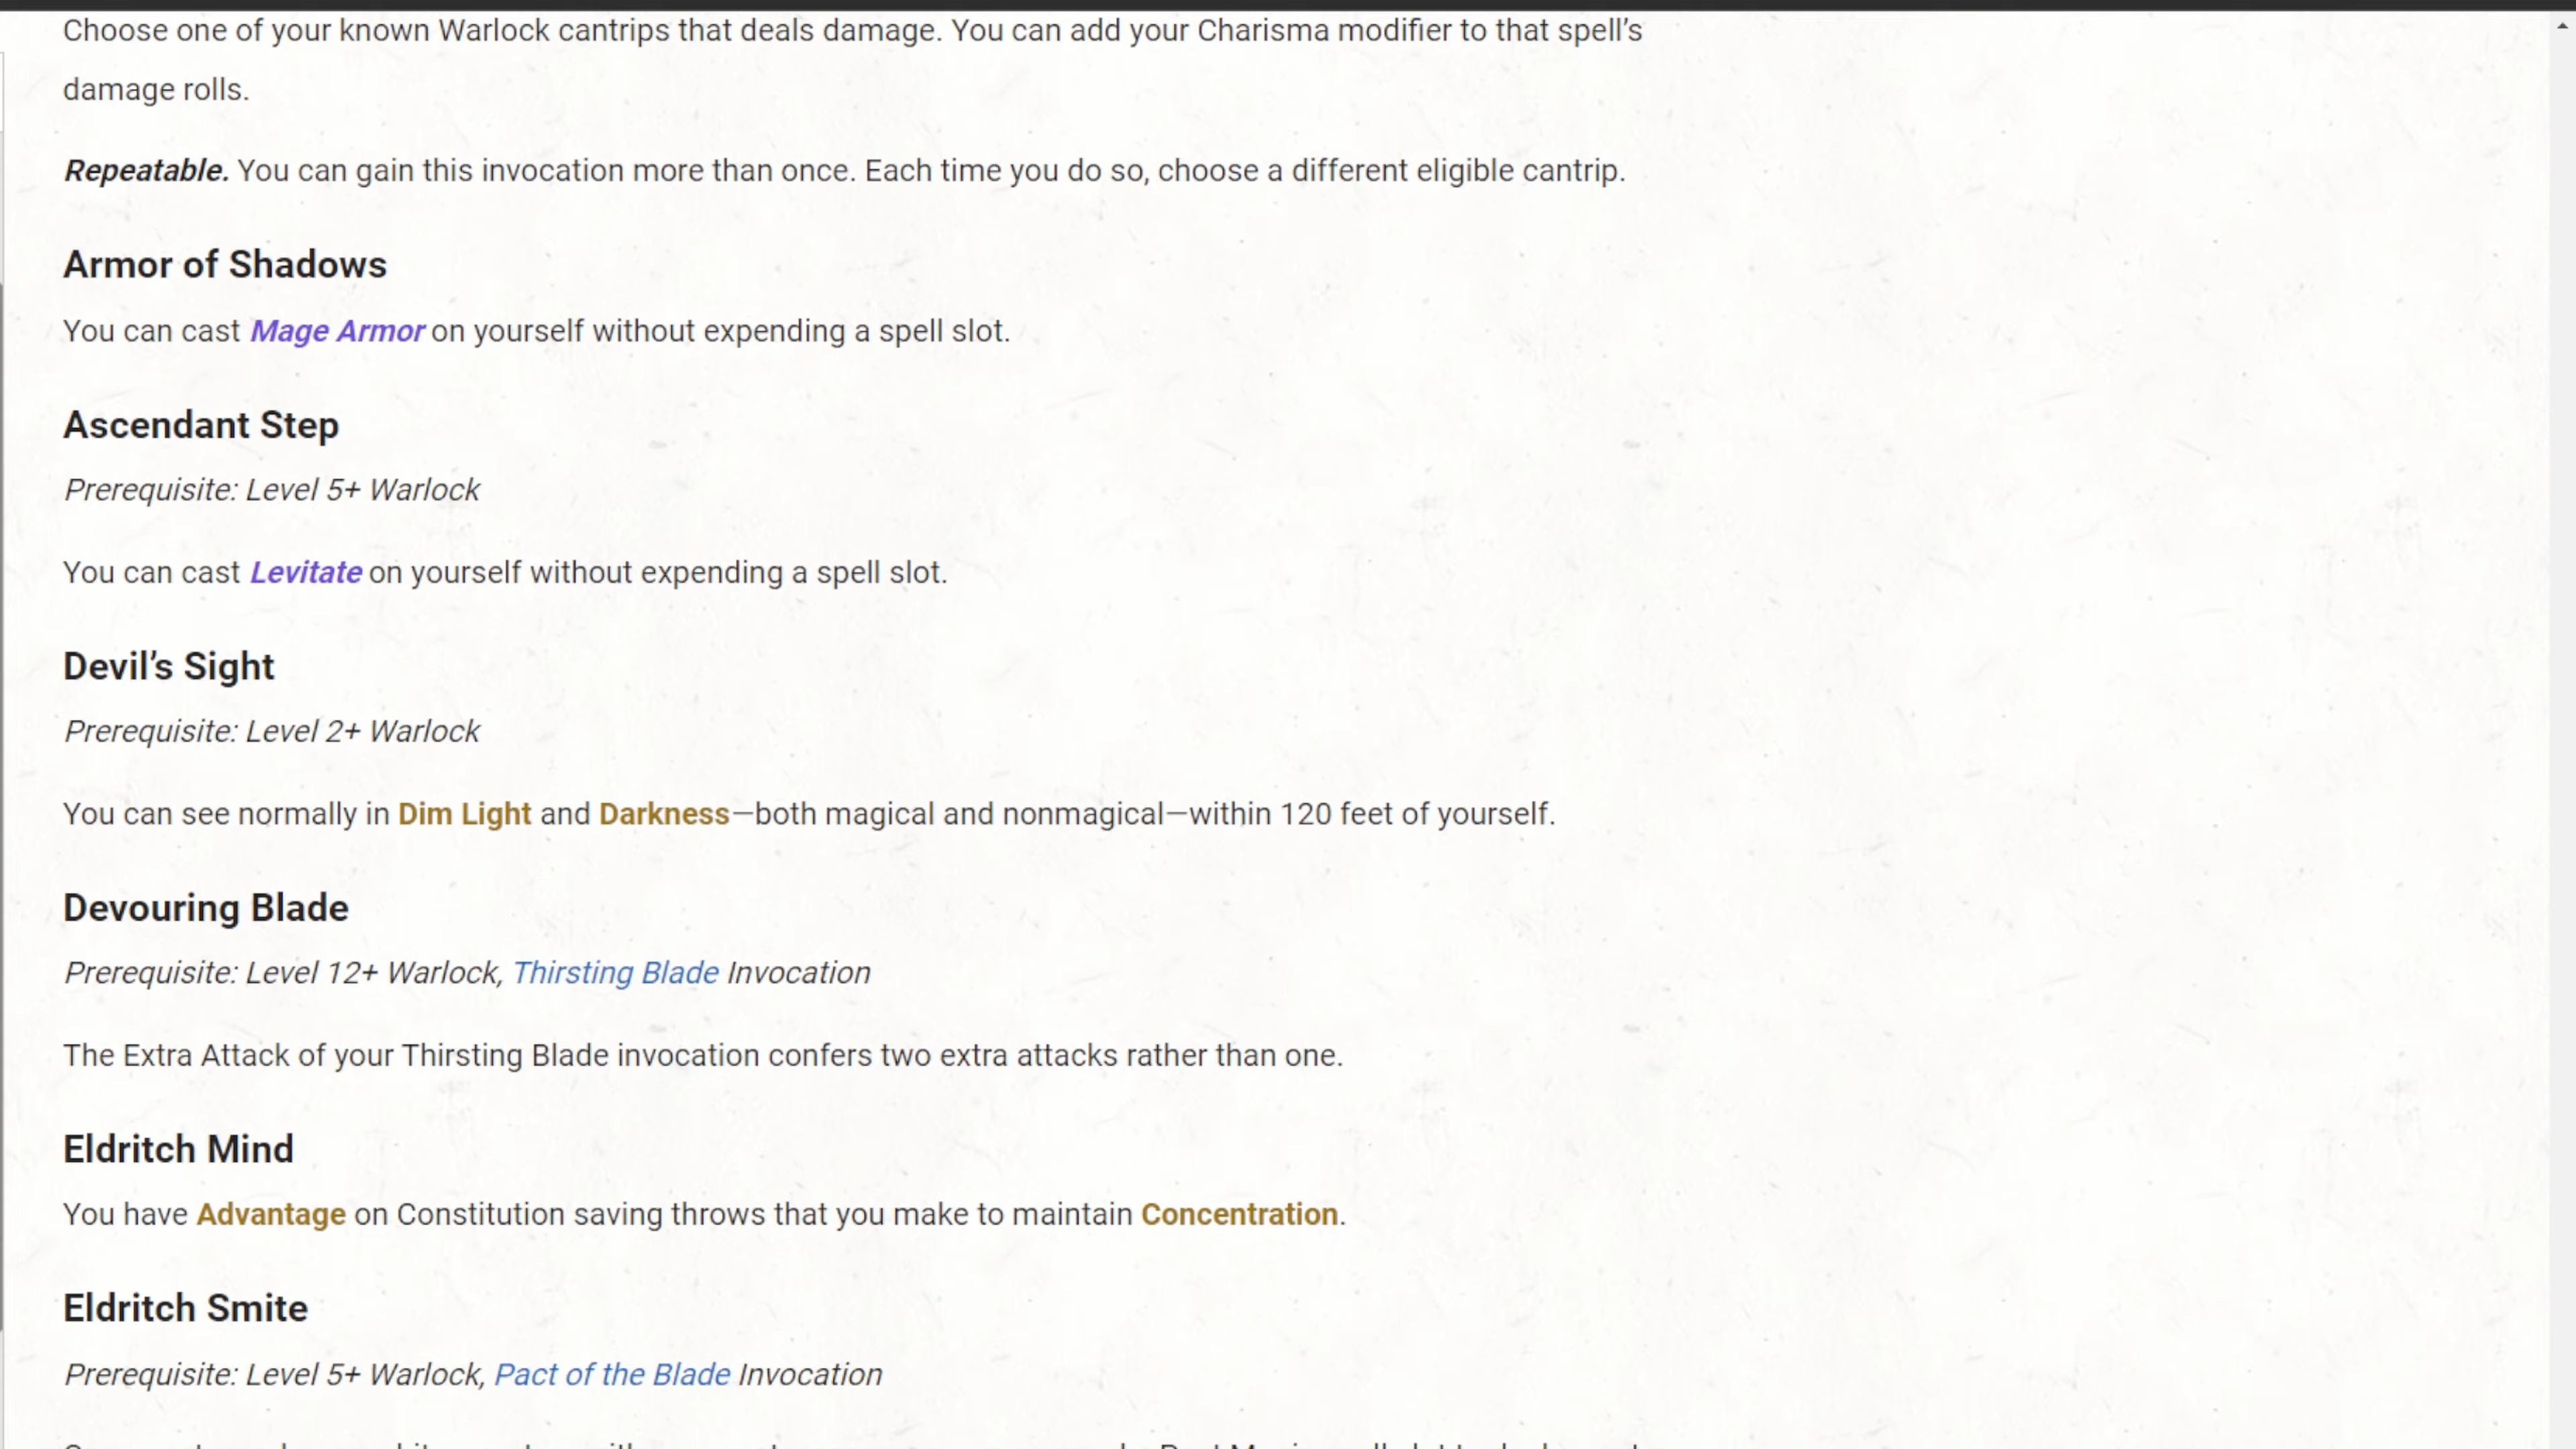 Choose one of your known Warlock cantrips that deals damage. You can add your Charisma modifier to that spell’s
damage rolls.
Repeatable. You can gain this invocation more than once. Each time you do so, choose a different eligible cantrip.
Armor of Shadows
You can cast Mage Armor on yourself without expending a spell slot.
Ascendant Step
Prerequisite: Level 5+ Warlock
You can cast Levitate on yourself without expending a spell slot.
Devil’s Sight
Prerequisite: Level 2+ Warlock
You can see normally in Dim Light and Darkness—both magical and nonmagical—within 120 feet of yourself.
Devouring Blade
Prerequisite: Level 12+ Warlock, Thirsting Blade Invocation
The Extra Attack of your Thirsting Blade invocation confers two extra attacks rather than one.
Eldritch Mind
You have Advantage on Constitution saving throws that you make to maintain Concentration.
Eldritch Smite
Prerequisite: Level 5+ Warlock, Pact of the Blade Invocation